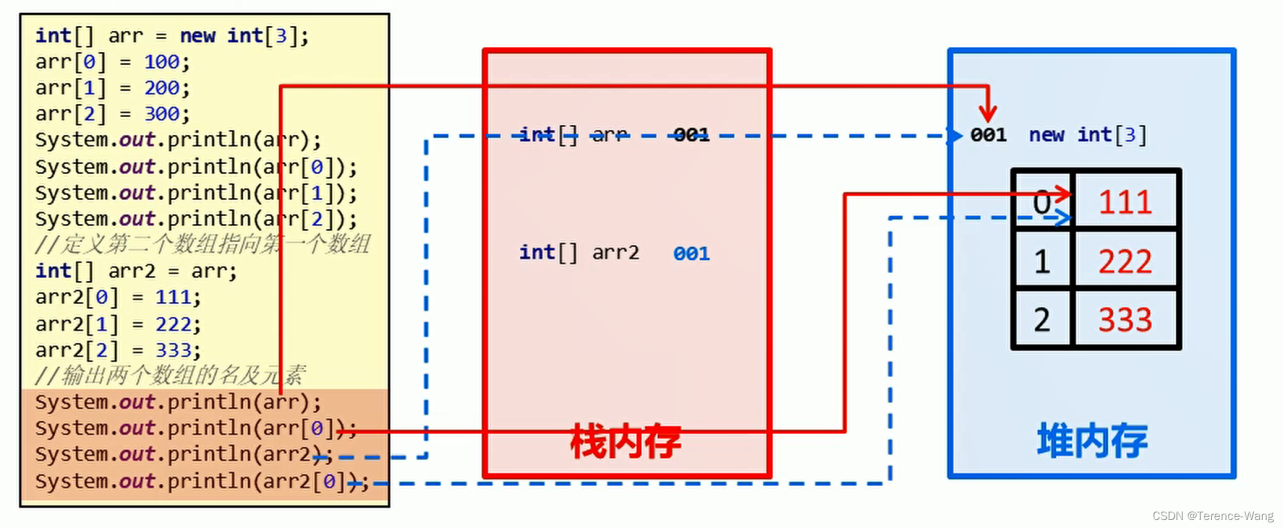 int[] arr = new int[3];
arr[0] = 100;
arr[1] = 200;
arr[2] = 300;
System.out.println(arr);
System.out.println(arr[0]);
System.out.println(arr[1]);
System.out.println(arr[2]);
//定义第二个数组指向第一个数组
int[] arr2 = arr;
arr2[0] = 111;
arr2[1] = 222;
arr2[2] = 333;
//输出两个数组的名及元素
System.out.println(arr);
System.out.println(arr[0]);
System.out.println(arr2);
System.out.println(arr2[0]);
int[] arr 001
int[] arr2 001
栈内存
001 new int[3]
0 111
1 222
2 333
堆内存
CSDN @Terence-Wang